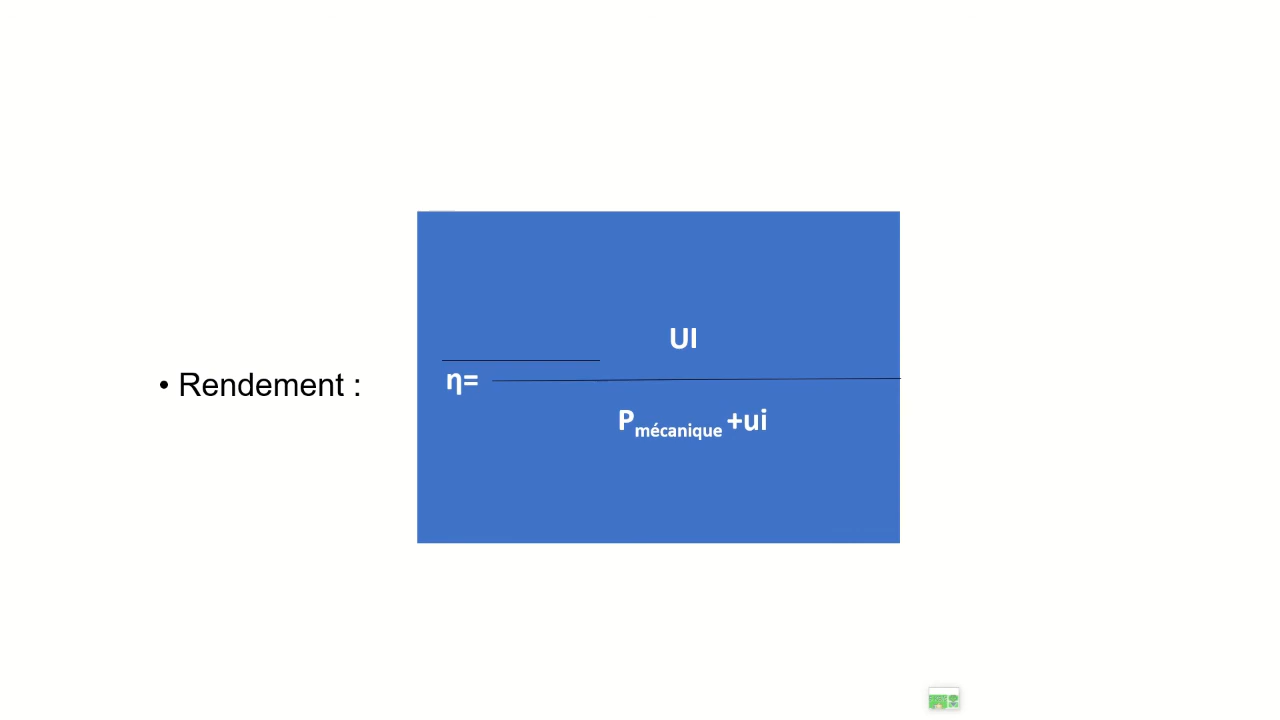 UI
• Rendement : η=
Pmécanique +ui